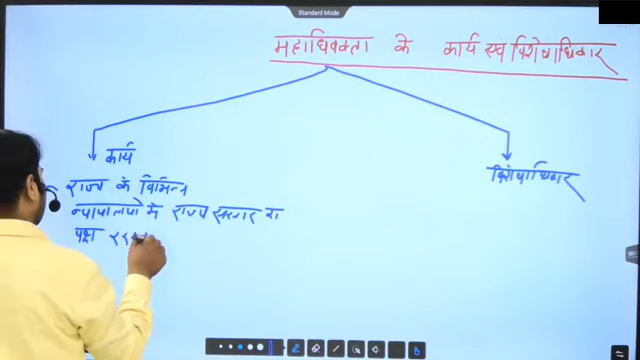 Standard Mode
महाधिवक्ता के कार्य एवं विशेषाधिकार
कार्य
विशेषाधिकार
राज्य के विभिन्न
न्यायालयो में राज्य सरकार का
पक्ष